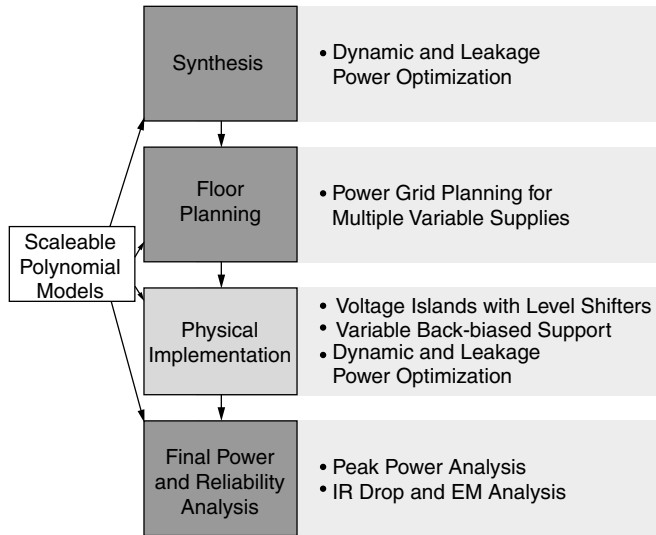 Synthesis
• Dynamic and Leakage
Power Optimization
Floor
Planning
• Power Grid Planning for
Multiple Variable Supplies
Scaleable
Polynomial
Models
Physical
Implementation
• Voltage Islands with Level Shifters
• Variable Back-biased Support
• Dynamic and Leakage
Power Optimization
Final Power
and Reliability
Analysis
• Peak Power Analysis
• IR Drop and EM Analysis